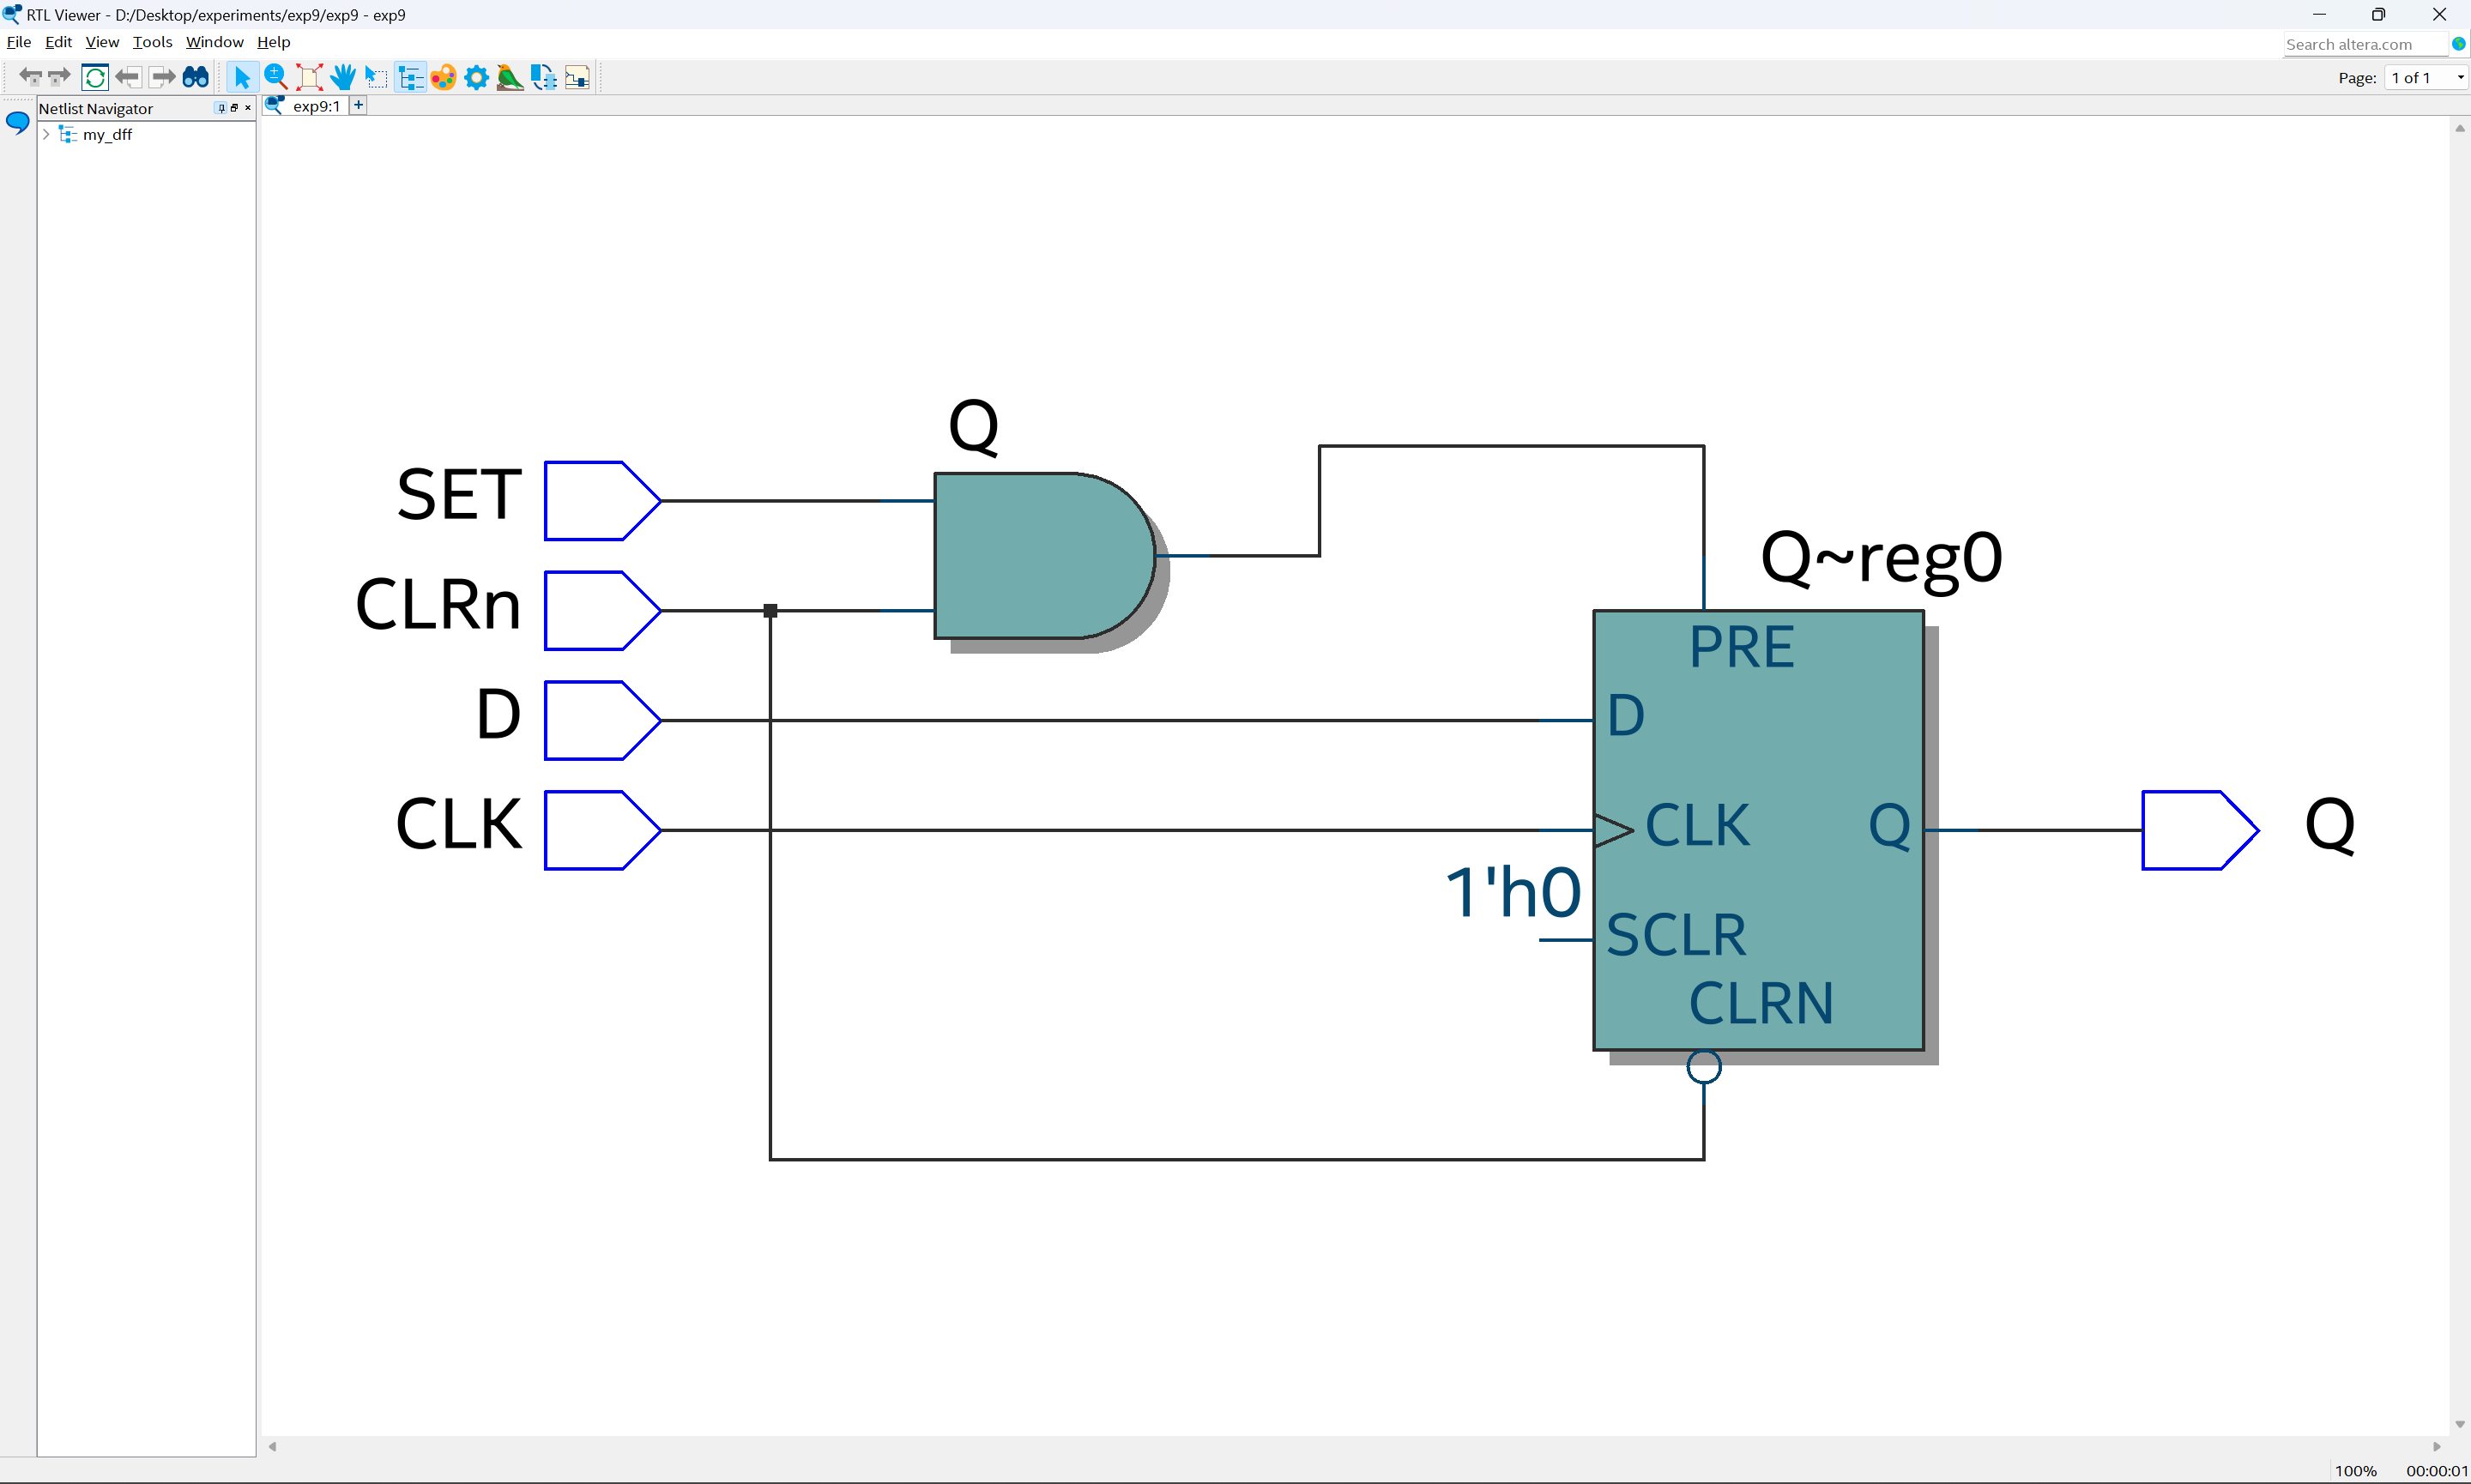 RTL Viewer - D:/Desktop/experiments/exp9/exp9 - exp9
File Edit View Tools Window Help
Search altera.com
Page: 1 of 1
Netlist Navigator
exp9:1
my_dff
Q
SET
CLRn
Q~reg0
PRE
D
D
CLK
CLK
Q
Q
1'h0
SCLR
CLRN
100% 00:00:01